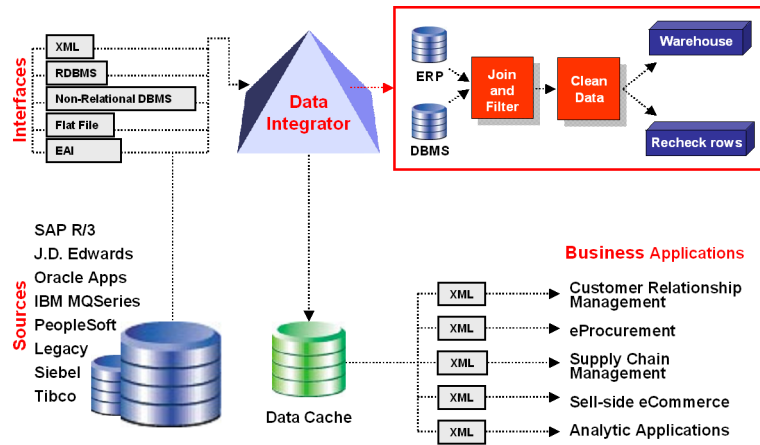 Interfaces
XML
RDBMS
Non-Relational DBMS
Flat File
EAI
Data
Integrator
ERP
DBMS
Join
and
Filter
Clean
Data
Warehouse
Recheck rows
Sources
SAP R/3
J.D. Edwards
Oracle Apps
IBM MQSeries
PeopleSoft
Legacy
Siebel
Tibco
Data Cache
Business Applications
XML
Customer Relationship
Management
XML
eProcurement
XML
Supply Chain
Management
XML
Sell-side eCommerce
XML
Analytic Applications